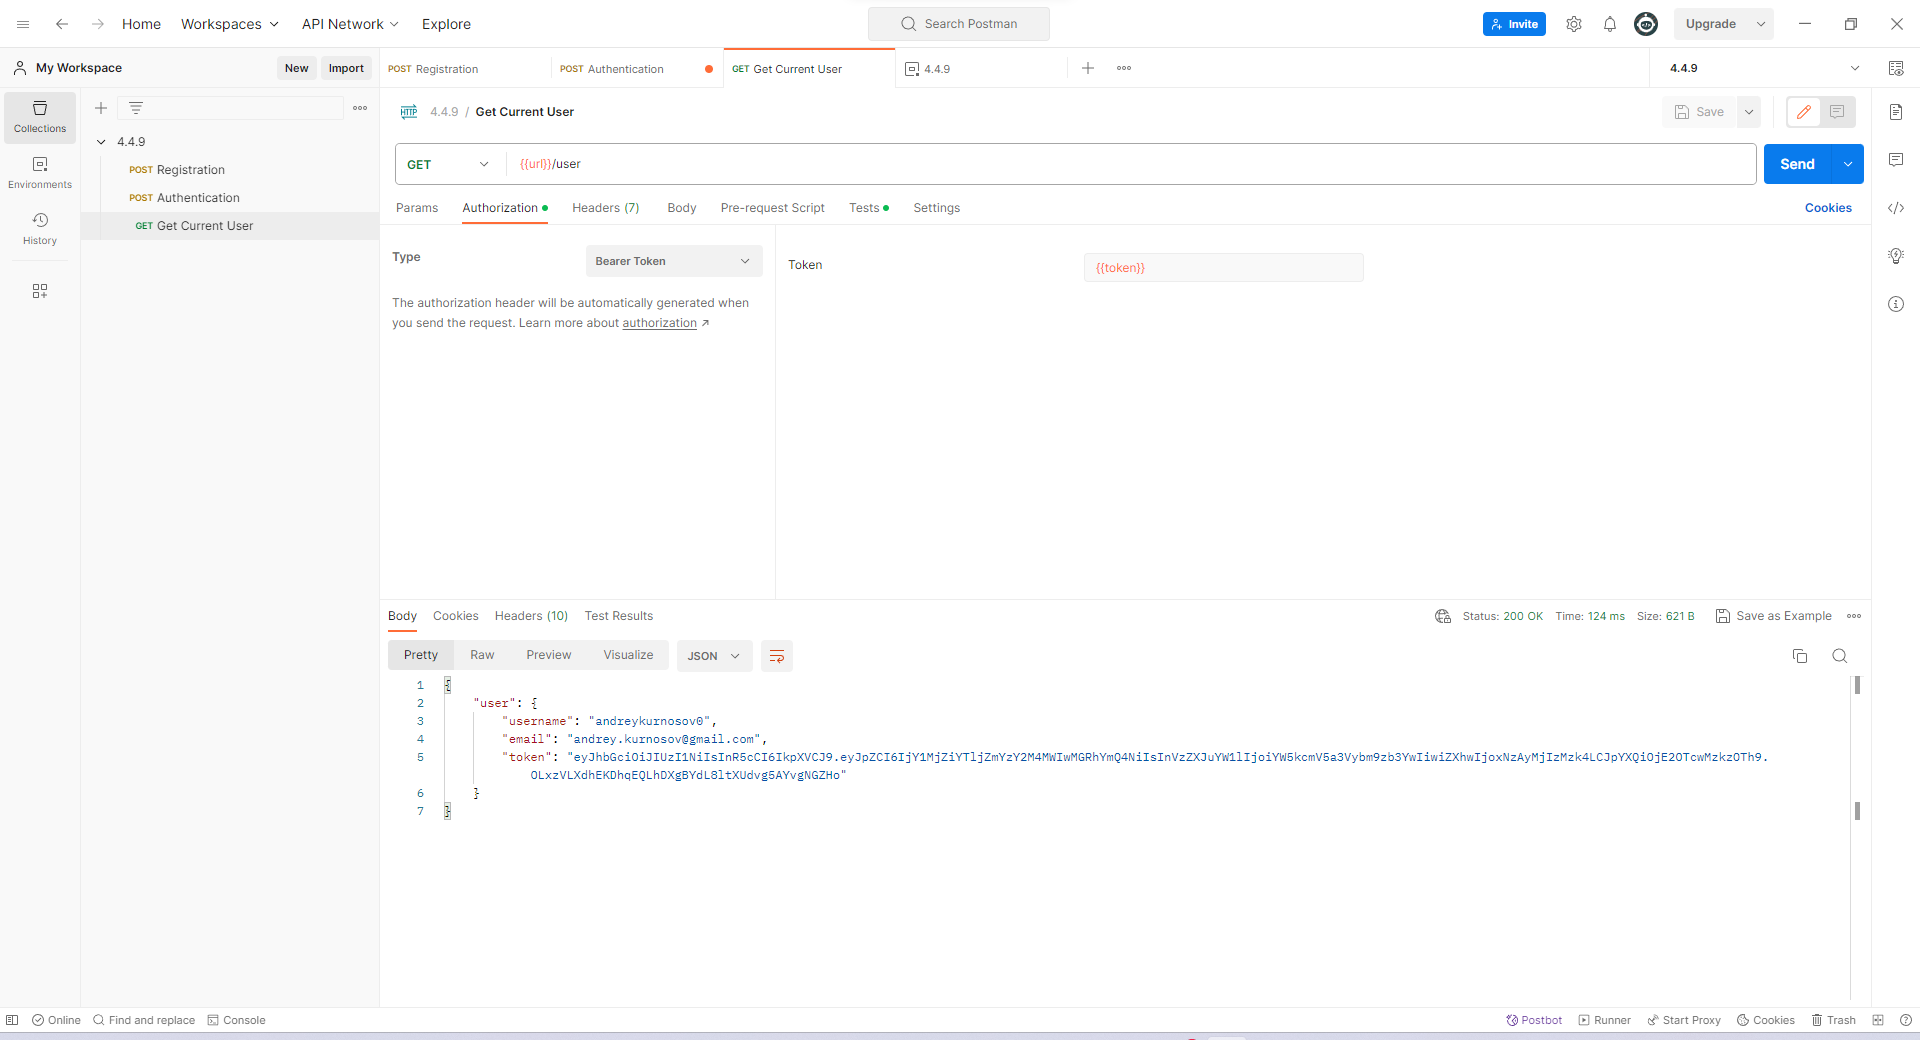 Home Workspaces API Network Explore Search Postman Invite Upgrade
My Workspace New Import POST Registration POST Authentication GET Get Current User 4.4.9 4.4.9
Collections
Environments
History
4.4.9
POST Registration
POST Authentication
GET Get Current User
HTTP 4.4.9 / Get Current User Save
GET {{url}}/user Send
Params Authorization Headers (7) Body Pre-request Script Tests Settings Cookies
Type Bearer Token Token {{token}}
The authorization header will be automatically generated when
you send the request. Learn more about authorization ↗
Body Cookies Headers (10) Test Results Status: 200 OK Time: 124 ms Size: 621 B Save as Example
Pretty Raw Preview Visualize JSON
1 {
2 "user": {
3 "username": "andreykurnosov0",
4 "email": "andrey.kurnosov@gmail.com",
5 "token": "eyJhbGciOiJIUzI1NiIsInR5cCI6IkpXVCJ9.eyJpZCI6IjY1MjZiYTljZmYzY2M4MWIwMGRhYmQ4NiIsInVzZXJuYW1lIjoiYW5kcmV5a3Vybm9zb3YwIiwiZXhwIjoxNzAyMjIzMzk4LCJpYXQiOjE2OTcwMzkzOTh9.
OLxzVLXdhEKDhqEQLhDXgBYdL8ltXUdvg5AYvgNGZHo"
6 }
7 }
Online Find and replace Console Postbot Runner Start Proxy Cookies Trash